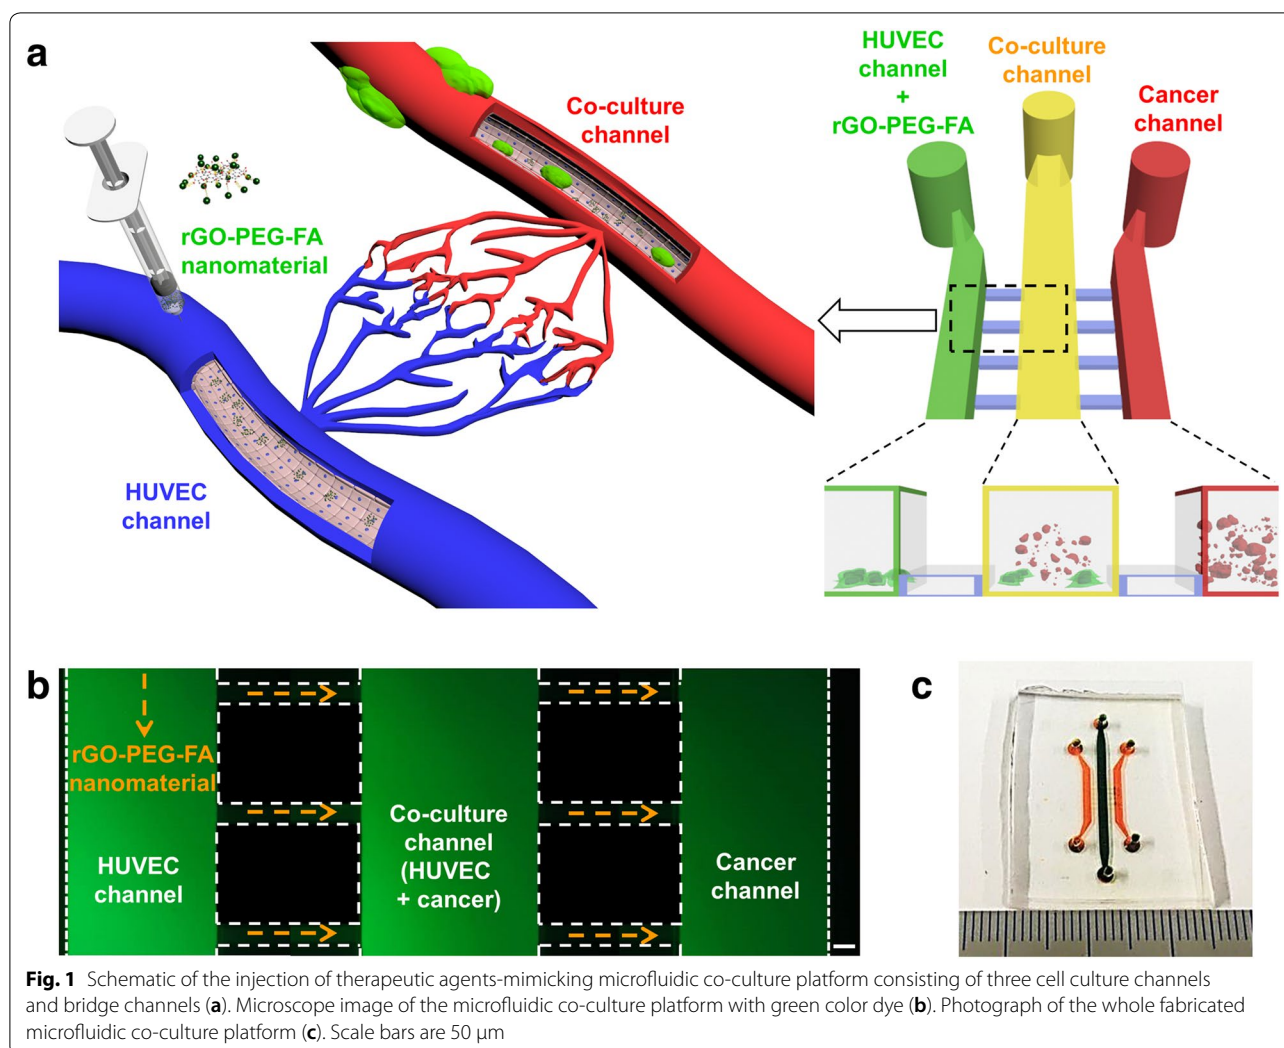 a
rGO-PEG-FA
nanomaterial
Co-culture
channel
HUVEC
channel
HUVEC
channel
+
rGO-PEG-FA
Co-culture
channel
Cancer
channel
b
rGO-PEG-FA
nanomaterial
HUVEC
channel
Co-culture
channel
(HUVEC
+ cancer)
Cancer
channel
c
Fig. 1 Schematic of the injection of therapeutic agents-mimicking microfluidic co-culture platform consisting of three cell culture channels
and bridge channels (a). Microscope image of the microfluidic co-culture platform with green color dye (b). Photograph of the whole fabricated
microfluidic co-culture platform (c). Scale bars are 50 μm